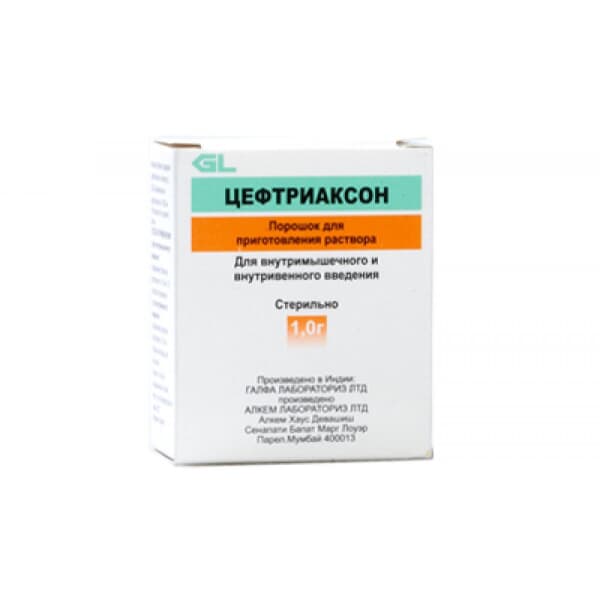 GL
ЦЕФТРИАКСОН
Порошок для
приготовления раствора
Для внутримышечного и
внутривенного введения
Стерильно
1,0г
Произведено в Индии:
ГАЛФА ЛАБОРАТОРИЗ ЛТД
произведено
АЛКЕМ ЛАБОРАТОРИЗ ЛТД
Алкем Хаус Девашиш
Сенапати Бапат Марг Лоуэр
Парел.Мумбай 400013